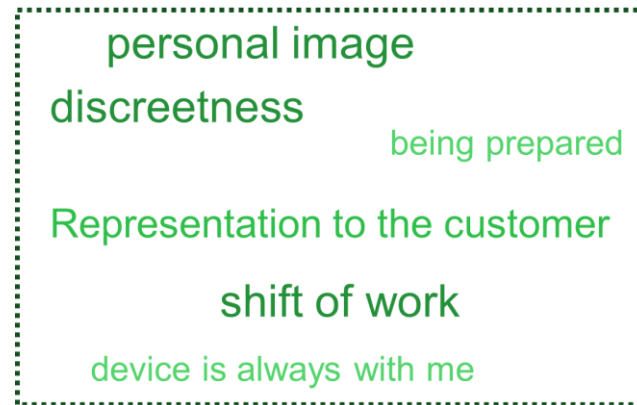 personal image
discreetness
being prepared
Representation to the customer
shift of work
device is always with me